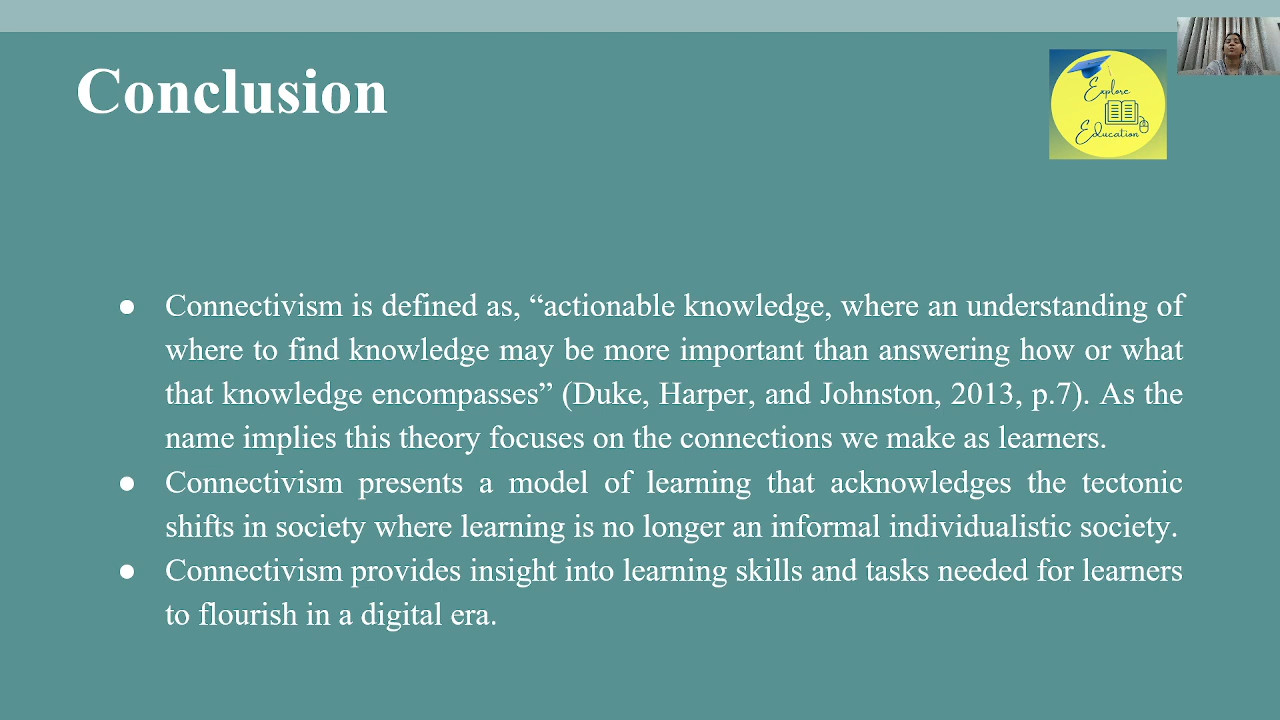 Conclusion
Explore
Education
● Connectivism is defined as, “actionable knowledge, where an understanding of
where to find knowledge may be more important than answering how or what
that knowledge encompasses” (Duke, Harper, and Johnston, 2013, p.7). As the
name implies this theory focuses on the connections we make as learners.
● Connectivism presents a model of learning that acknowledges the tectonic
shifts in society where learning is no longer an informal individualistic society.
● Connectivism provides insight into learning skills and tasks needed for learners
to flourish in a digital era.